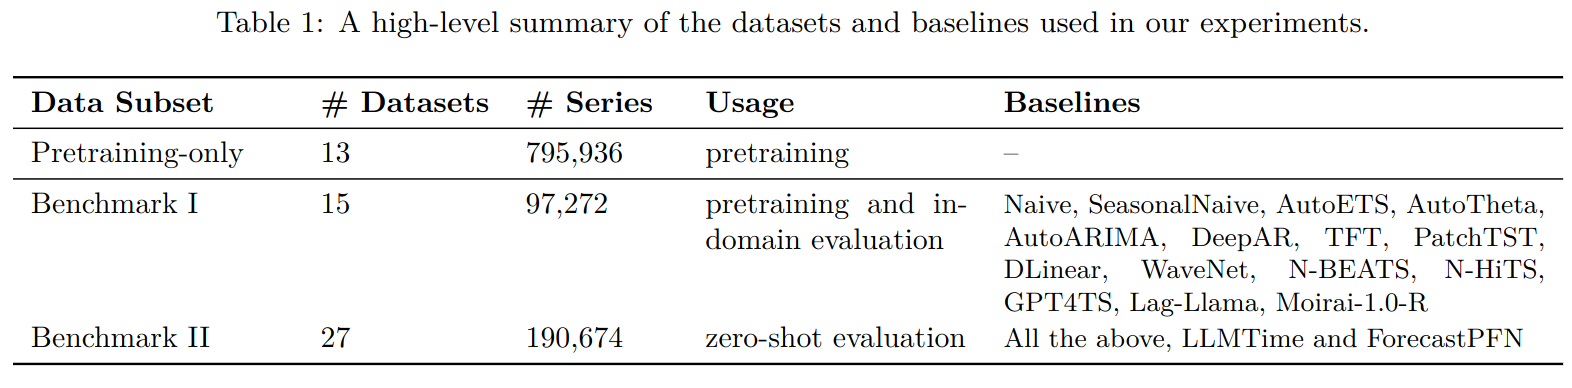 Table 1: A high-level summary of the datasets and baselines used in our experiments.
Data Subset # Datasets # Series Usage Baselines
Pretraining-only 13 795,936 pretraining –
Benchmark I 15 97,272 pretraining and in- Naive, SeasonalNaive, AutoETS, AutoTheta,
domain evaluation AutoARIMA, DeepAR, TFT, PatchTST,
DLinear, WaveNet, N-BEATS, N-HiTS,
GPT4TS, Lag-Llama, Moirai-1.0-R
Benchmark II 27 190,674 zero-shot evaluation All the above, LLMTime and ForecastPFN